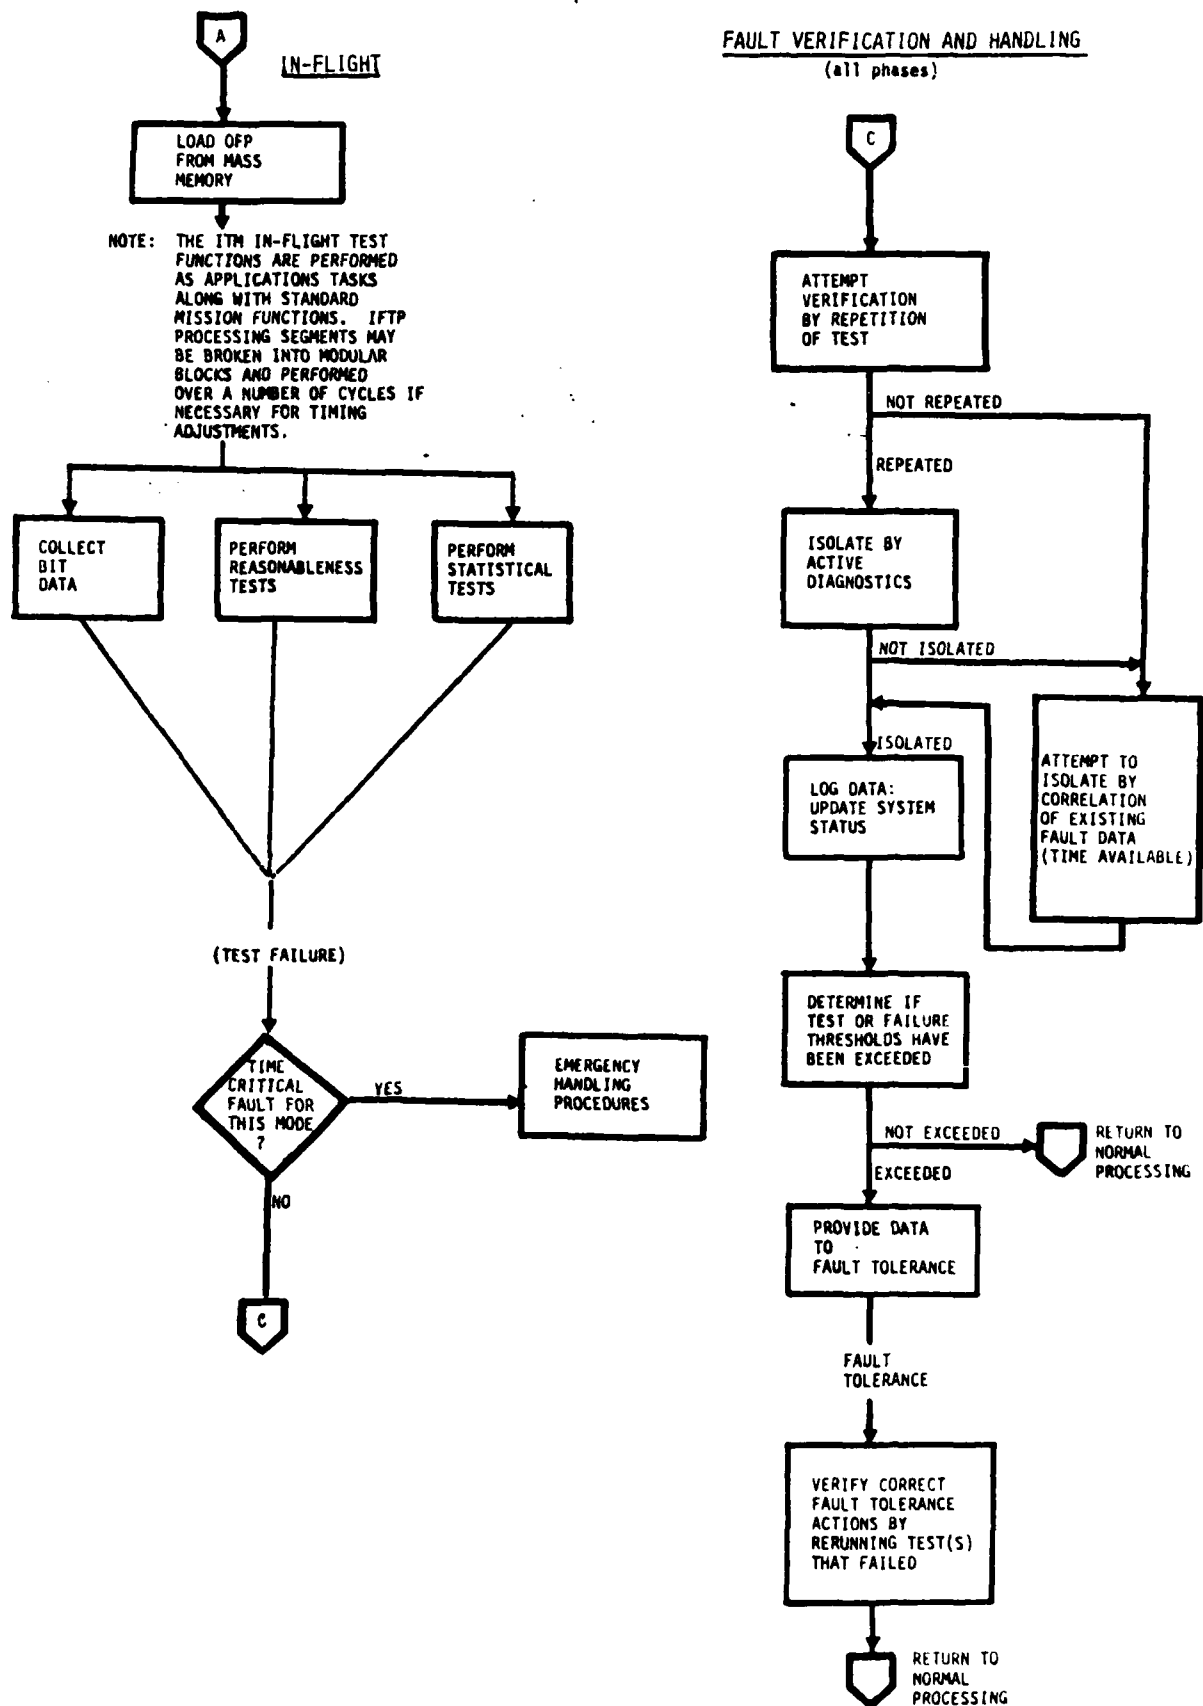 A
IN-FLIGHT
LOAD OFP
FROM MASS
MEMORY
NOTE: THE ITM IN-FLIGHT TEST
FUNCTIONS ARE PERFORMED
AS APPLICATIONS TASKS
ALONG WITH STANDARD
MISSION FUNCTIONS. IFTP
PROCESSING SEGMENTS MAY
BE BROKEN INTO MODULAR
BLOCKS AND PERFORMED
OVER A NUMBER OF CYCLES IF
NECESSARY FOR TIMING
ADJUSTMENTS.
COLLECT
BIT
DATA
PERFORM
REASONABLENESS
TESTS
PERFORM
STATISTICAL
TESTS
(TEST FAILURE)
TIME
CRITICAL
FAULT FOR
THIS MODE
?
YES
EMERGENCY
HANDLING
PROCEDURES
NO
C
FAULT VERIFICATION AND HANDLING
(all phases)
C
ATTEMPT
VERIFICATION
BY REPETITION
OF TEST
NOT REPEATED
REPEATED
ISOLATE BY
ACTIVE
DIAGNOSTICS
NOT ISOLATED
ISOLATED
ATTEMPT TO
ISOLATE BY
CORRELATION
OF EXISTING
FAULT DATA
(TIME AVAILABLE)
LOG DATA:
UPDATE SYSTEM
STATUS
DETERMINE IF
TEST OR FAILURE
THRESHOLDS HAVE
BEEN EXCEEDED
NOT EXCEEDED
RETURN TO
NORMAL
PROCESSING
EXCEEDED
PROVIDE DATA
TO
FAULT TOLERANCE
FAULT
TOLERANCE
VERIFY CORRECT
FAULT TOLERANCE
ACTIONS BY
RERUNNING TEST(S)
THAT FAILED
RETURN TO
NORMAL
PROCESSING